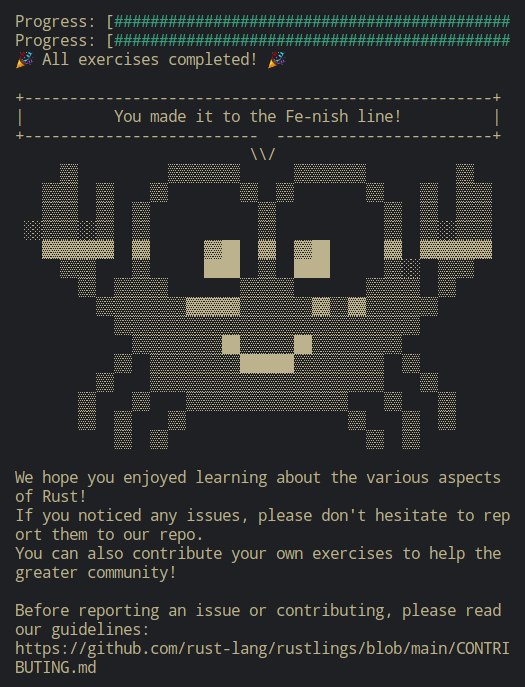 Progress: [############################################
Progress: [############################################
🎉 All exercises completed! 🎉
+----------------------------------------------------+
|          You made it to the Fe-nish line!          |
+--------------------------  ------------------------+
\\/
We hope you enjoyed learning about the various aspects
of Rust!
If you noticed any issues, please don't hesitate to rep
ort them to our repo.
You can also contribute your own exercises to help the
greater community!
Before reporting an issue or contributing, please read
our guidelines:
https://github.com/rust-lang/rustlings/blob/main/CONTRI
BUTING.md